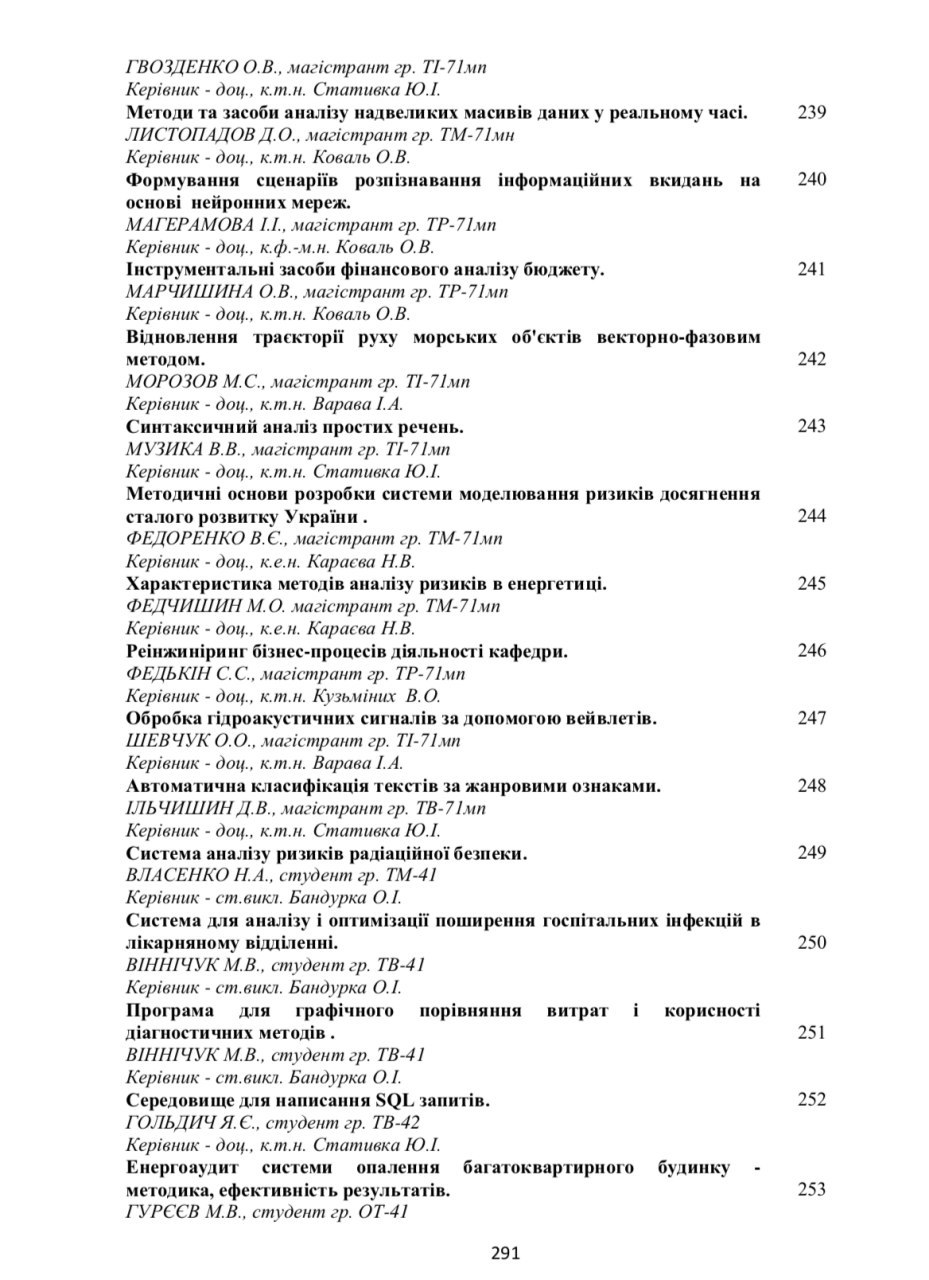 ГВОЗДЕНКО О.В., магістрант гр. ТІ-71мп
Керівник - доц., к.т.н. Стативка Ю.І.
Методи та засоби аналізу надвеликих масивів даних у реальному часі. 239
ЛИСТОПАДОВ Д.О., магістрант гр. ТМ-71мн
Керівник - доц., к.т.н. Коваль О.В.
Формування сценаріїв розпізнавання інформаційних вкидань на 240
основі нейронних мереж.
МАГЕРАМОВА І.І., магістрант гр. ТР-71мп
Керівник - доц., к.ф.-м.н. Коваль О.В.
Інструментальні засоби фінансового аналізу бюджету. 241
МАРЧИШИНА О.В., магістрант гр. ТР-71мп
Керівник - доц., к.т.н. Коваль О.В.
Відновлення траєкторії руху морських об'єктів векторно-фазовим
методом. 242
МОРОЗОВ М.С., магістрант гр. ТІ-71мп
Керівник - доц., к.т.н. Варава І.А.
Синтаксичний аналіз простих речень. 243
МУЗИКА В.В., магістрант гр. ТІ-71мп
Керівник - доц., к.т.н. Стативка Ю.І.
Методичні основи розробки системи моделювання ризиків досягнення
сталого розвитку України . 244
ФЕДОРЕНКО В.Є., магістрант гр. ТМ-71мп
Керівник - доц., к.е.н. Караєва Н.В.
Характеристика методів аналізу ризиків в енергетиці. 245
ФЕДЧИШИН М.О. магістрант гр. ТМ-71мп
Керівник - доц., к.е.н. Караєва Н.В.
Реінжиніринг бізнес-процесів діяльності кафедри. 246
ФЕДЬКІН С.С., магістрант гр. ТР-71мп
Керівник - доц., к.т.н. Кузьміних В.О.
Обробка гідроакустичних сигналів за допомогою вейвлетів. 247
ШЕВЧУК О.О., магістрант гр. ТІ-71мп
Керівник - доц., к.т.н. Варава І.А.
Автоматична класифікація текстів за жанровими ознаками. 248
ІЛЬЧИШИН Д.В., магістрант гр. ТВ-71мп
Керівник - доц., к.т.н. Стативка Ю.І.
Система аналізу ризиків радіаційної безпеки. 249
ВЛАСЕНКО Н.А., студент гр. ТМ-41
Керівник - ст.викл. Бандурка О.І.
Система для аналізу і оптимізації поширення госпітальних інфекцій в
лікарняному відділенні. 250
ВІННІЧУК М.В., студент гр. ТВ-41
Керівник - ст.викл. Бандурка О.І.
Програма для графічного порівняння витрат і корисності
діагностичних методів . 251
ВІННІЧУК М.В., студент гр. ТВ-41
Керівник - ст.викл. Бандурка О.І.
Середовище для написання SQL запитів. 252
ГОЛЬДИЧ Я.Є., студент гр. ТВ-42
Керівник - доц., к.т.н. Стативка Ю.І.
Енергоаудит системи опалення багатоквартирного будинку -
методика, ефективність результатів. 253
ГУРЄЄВ М.В., студент гр. ОТ-41
291